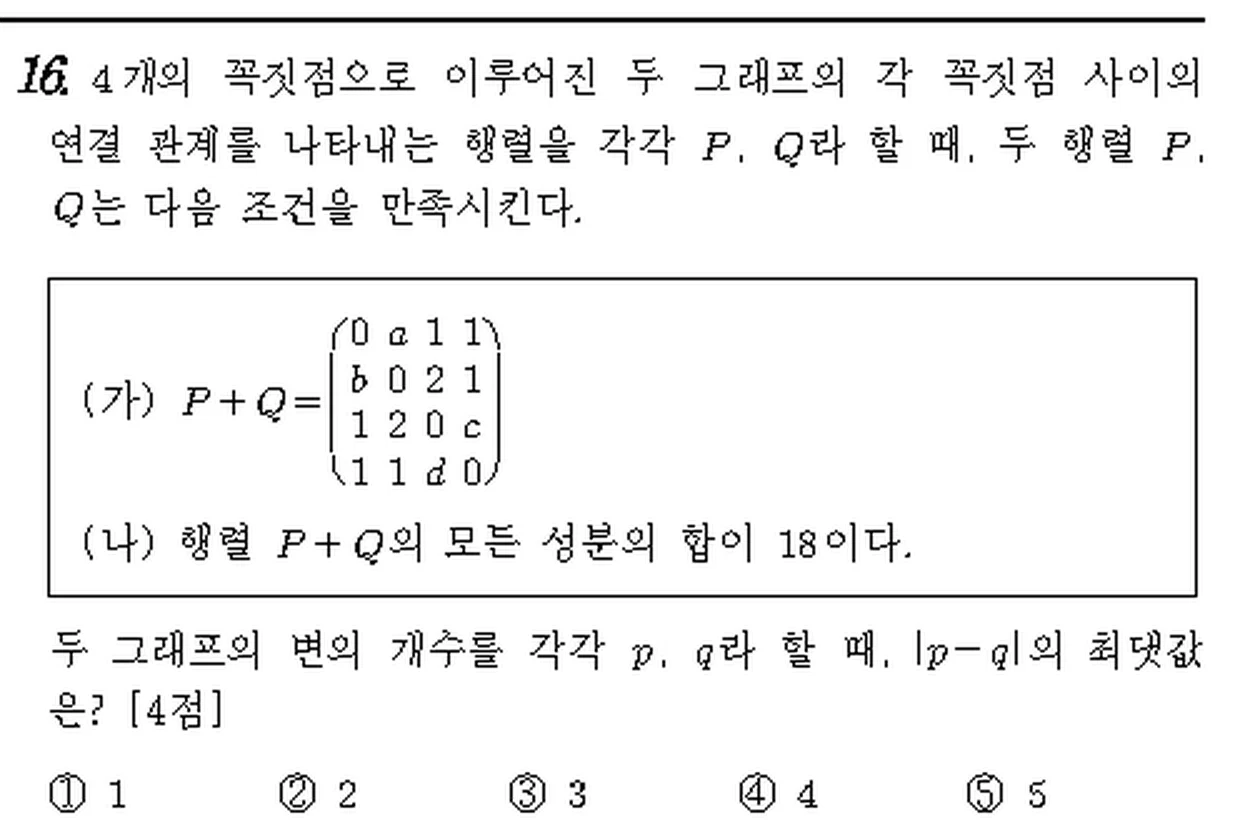 16. 4개의 꼭짓점으로 이루어진 두 그래프의 각 꼭짓점 사이의
연결 관계를 나타내는 행렬을 각각 P, Q라 할 때, 두 행렬 P,
Q는 다음 조건을 만족시킨다.
0 a 1 1
b 0 2 1
(가) P+Q=
1 2 0 c
1 1 d 0
(나) 행렬 P+Q의 모든 성분의 합이 18이다.
두 그래프의 변의 개수를 각각 p, q라 할 때, |p-q|의 최댓값
은? [4점]
① 1 ② 2 ③ 3 ④ 4 ⑤ 5